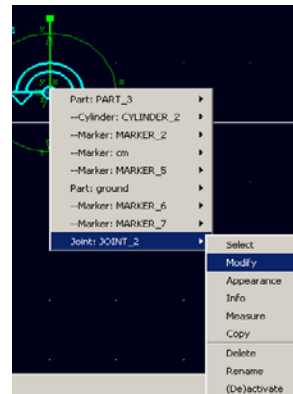 Part: PART_3
--Cylinder: CYLINDER_2
--Marker: MARKER_2
--Marker: cm
--Marker: MARKER_5
Part: ground
--Marker: MARKER_6
--Marker: MARKER_7
Joint: JOINT_2
Select
Modify
Appearance
Info
Measure
Copy
Delete
Rename
(De)activate